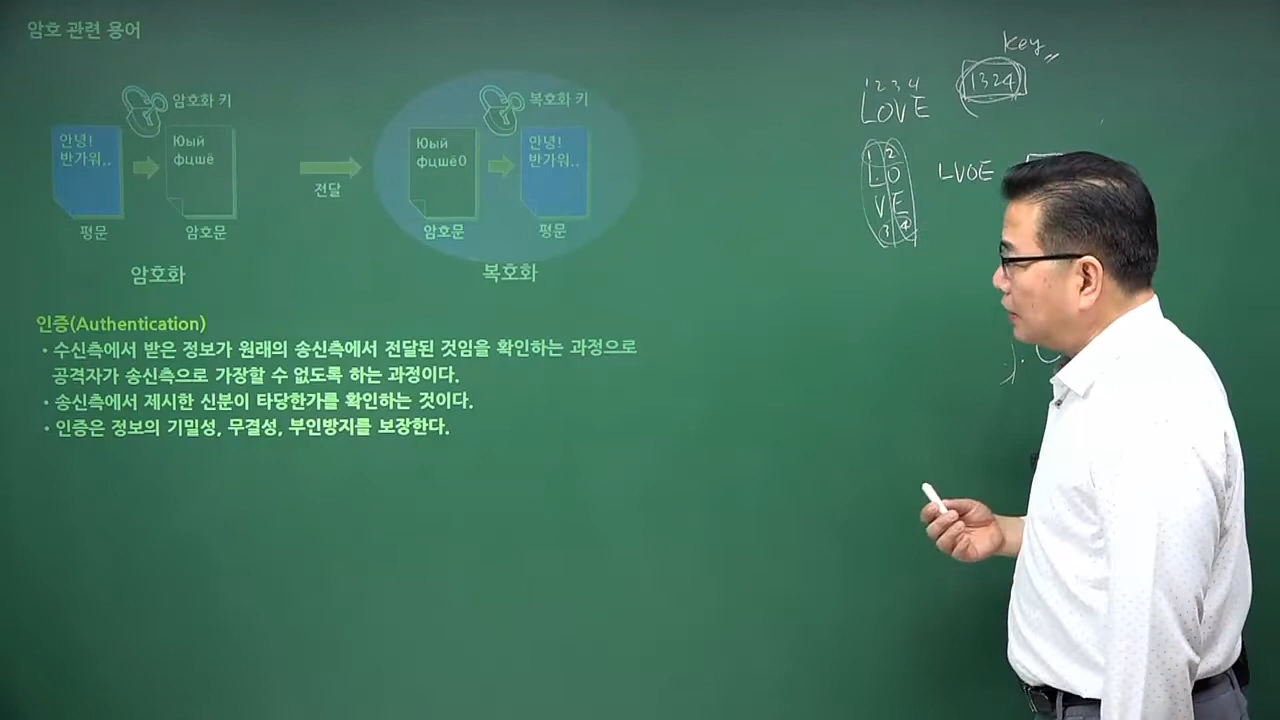 암호 관련 용어
암호화 키
안녕!
반가워..
Юый
фцшё
평문
암호문
암호화
전달
복호화 키
Юый
фцшё0
안녕!
반가워..
암호문
평문
복호화
인증(Authentication)
• 수신측에서 받은 정보가 원래의 송신측에서 전달된 것임을 확인하는 과정으로
공격자가 송신측으로 가장할 수 없도록 하는 과정이다.
• 송신측에서 제시한 신분이 타당한가를 확인하는 것이다.
• 인증은 정보의 기밀성, 무결성, 부인방지를 보장한다.
key
1324
1 2 3 4
LOVE
1 2
L O
V E
3 4
LVOE